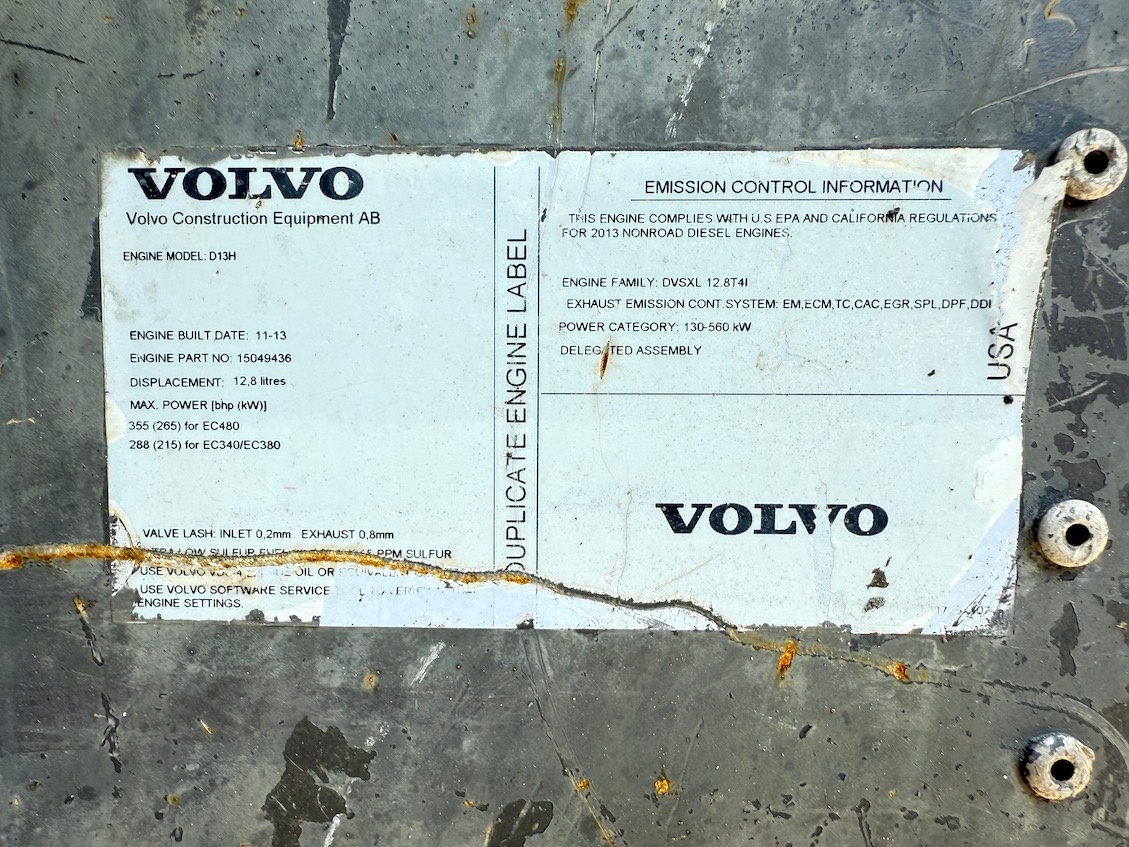 VOLVO
Volvo Construction Equipment AB
ENGINE MODEL: D13H
ENGINE BUILT DATE: 11-13
ENGINE PART NO: 15049436
DISPLACEMENT: 12,8 litres
MAX. POWER [bhp (kW)]
355 (265) for EC480
288 (215) for EC340/EC380
VALVE LASH: INLET 0,2mm EXHAUST 0,8mm
LOW SULFUR PPM SULFUR
USE VOLVO OIL OR
USE VOLVO SOFTWARE SERVICE TO
ENGINE SETTINGS.
DUPLICATE ENGINE LABEL
EMISSION CONTROL INFORMATION
THIS ENGINE COMPLIES WITH U.S EPA AND CALIFORNIA REGULATIONS
FOR 2013 NONROAD DIESEL ENGINES.
ENGINE FAMILY: DVSXL 12.8T4I
EXHAUST EMISSION CONT.SYSTEM: EM,ECM,TC,CAC,EGR,SPL,DPF,DDI
POWER CATEGORY: 130-560 kW
DELEGATED ASSEMBLY
USA
VOLVO